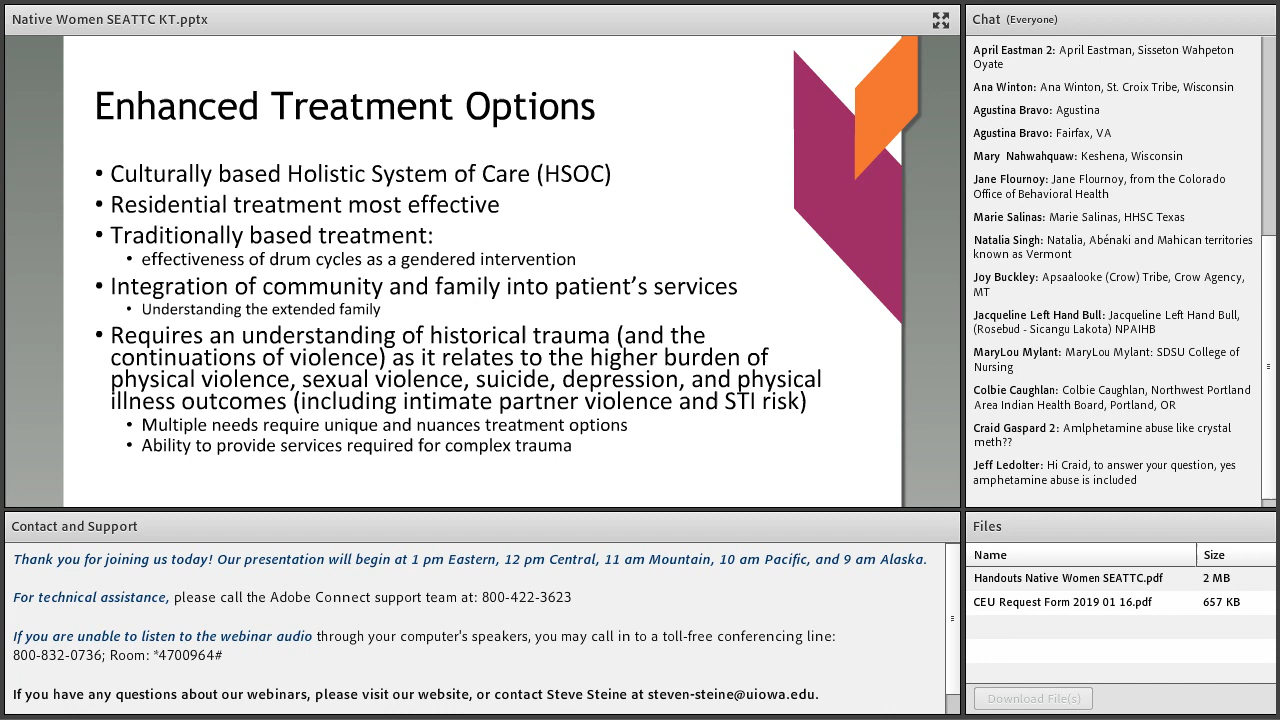 Native Women SEATTC KT.pptx
Enhanced Treatment Options
• Culturally based Holistic System of Care (HSOC)
• Residential treatment most effective
• Traditionally based treatment:
• effectiveness of drum cycles as a gendered intervention
• Integration of community and family into patient’s services
• Understanding the extended family
• Requires an understanding of historical trauma (and the
continuations of violence) as it relates to the higher burden of
physical violence, sexual violence, suicide, depression, and physical
illness outcomes (including intimate partner violence and STI risk)
• Multiple needs require unique and nuances treatment options
• Ability to provide services required for complex trauma
Chat (Everyone)
April Eastman 2: April Eastman, Sisseton Wahpeton
Oyate
Ana Winton: Ana Winton, St. Croix Tribe, Wisconsin
Agustina Bravo: Agustina
Agustina Bravo: Fairfax, VA
Mary Nahwahquaw: Keshena, Wisconsin
Jane Flournoy: Jane Flournoy, from the Colorado
Office of Behavioral Health
Marie Salinas: Marie Salinas, HHSC Texas
Natalia Singh: Natalia, Abénaki and Mahican territories
known as Vermont
Joy Buckley: Apsaalooke (Crow) Tribe, Crow Agency,
MT
Jacqueline Left Hand Bull: Jacqueline Left Hand Bull,
(Rosebud - Sicangu Lakota) NPAIHB
MaryLou Mylant: MaryLou Mylant: SDSU College of
Nursing
Colbie Caughlan: Colbie Caughlan, Northwest Portland
Area Indian Health Board, Portland, OR
Craid Gaspard 2: Amlphetamine abuse like crystal
meth??
Jeff Ledolter: Hi Craid, to answer your question, yes
amphetamine abuse is included
Contact and Support
Thank you for joining us today! Our presentation will begin at 1 pm Eastern, 12 pm Central, 11 am Mountain, 10 am Pacific, and 9 am Alaska.
For technical assistance, please call the Adobe Connect support team at: 800-422-3623
If you are unable to listen to the webinar audio through your computer's speakers, you may call in to a toll-free conferencing line:
800-832-0736; Room: *4700964#
If you have any questions about our webinars, please visit our website, or contact Steve Steine at steven-steine@uiowa.edu.
Files
Name Size
Handouts Native Women SEATTC.pdf 2 MB
CEU Request Form 2019 01 16.pdf 657 KB
Download File(s)